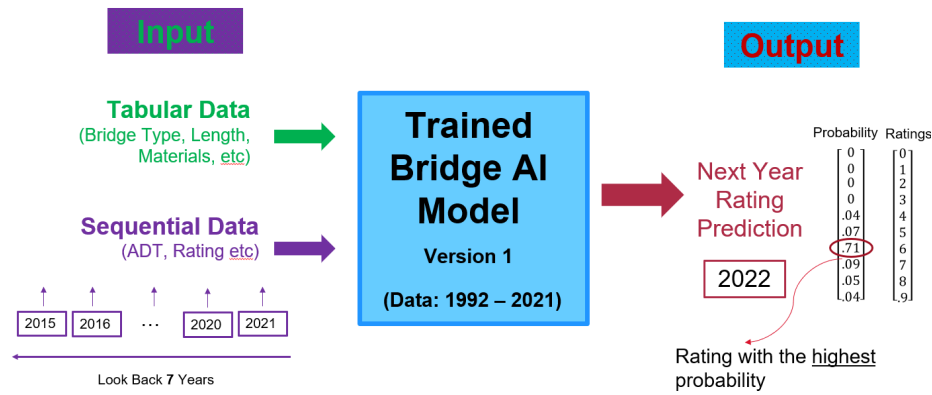 Input
Output
Tabular Data
(Bridge Type, Length,
Materials, etc)
Sequential Data
(ADT, Rating etc)
2015
2016
...
2020
2021
Look Back 7 Years
Trained
Bridge AI
Model
Version 1
(Data: 1992 – 2021)
Next Year
Rating
Prediction
2022
Probability Ratings
0 0
0 1
0 2
0 3
.04 4
.07 5
.71 6
.09 7
.05 8
.04 .9
Rating with the highest
probability